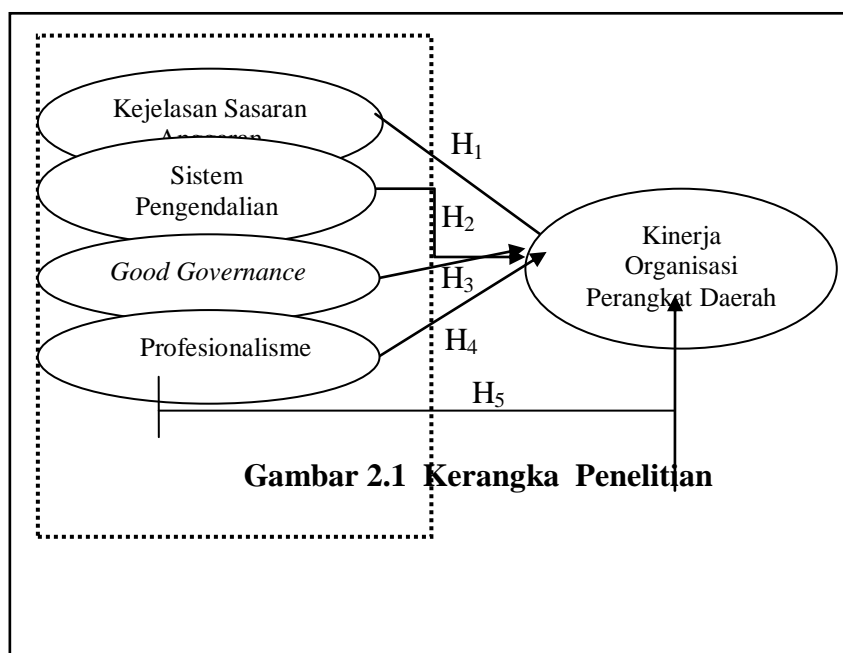 Kejelasan Sasaran
Anggaran
H₁
Sistem
Pengendalian
H₂
Kinerja
Organisasi
Perangkat Daerah
Good Governance
H₃
Profesionalisme
H₄
H₅
Gambar 2.1 Kerangka Penelitian